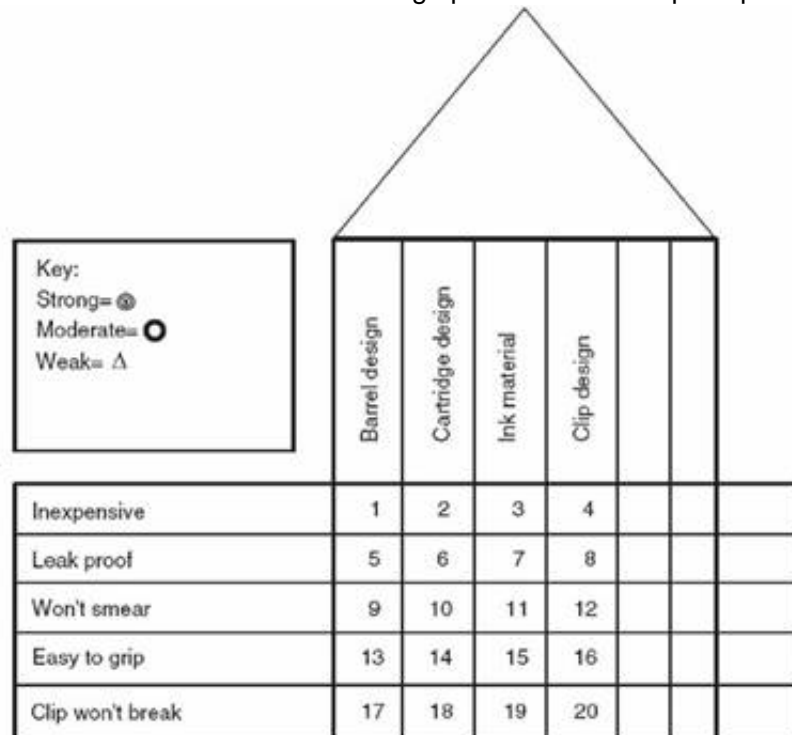 Key:
Strong= ◎
Moderate= O
Weak= Δ
Barrel design
Cartridge design
Ink material
Clip design
Inexpensive 1 2 3 4
Leak proof 5 6 7 8
Won't smear 9 10 11 12
Easy to grip 13 14 15 16
Clip won't break 17 18 19 20